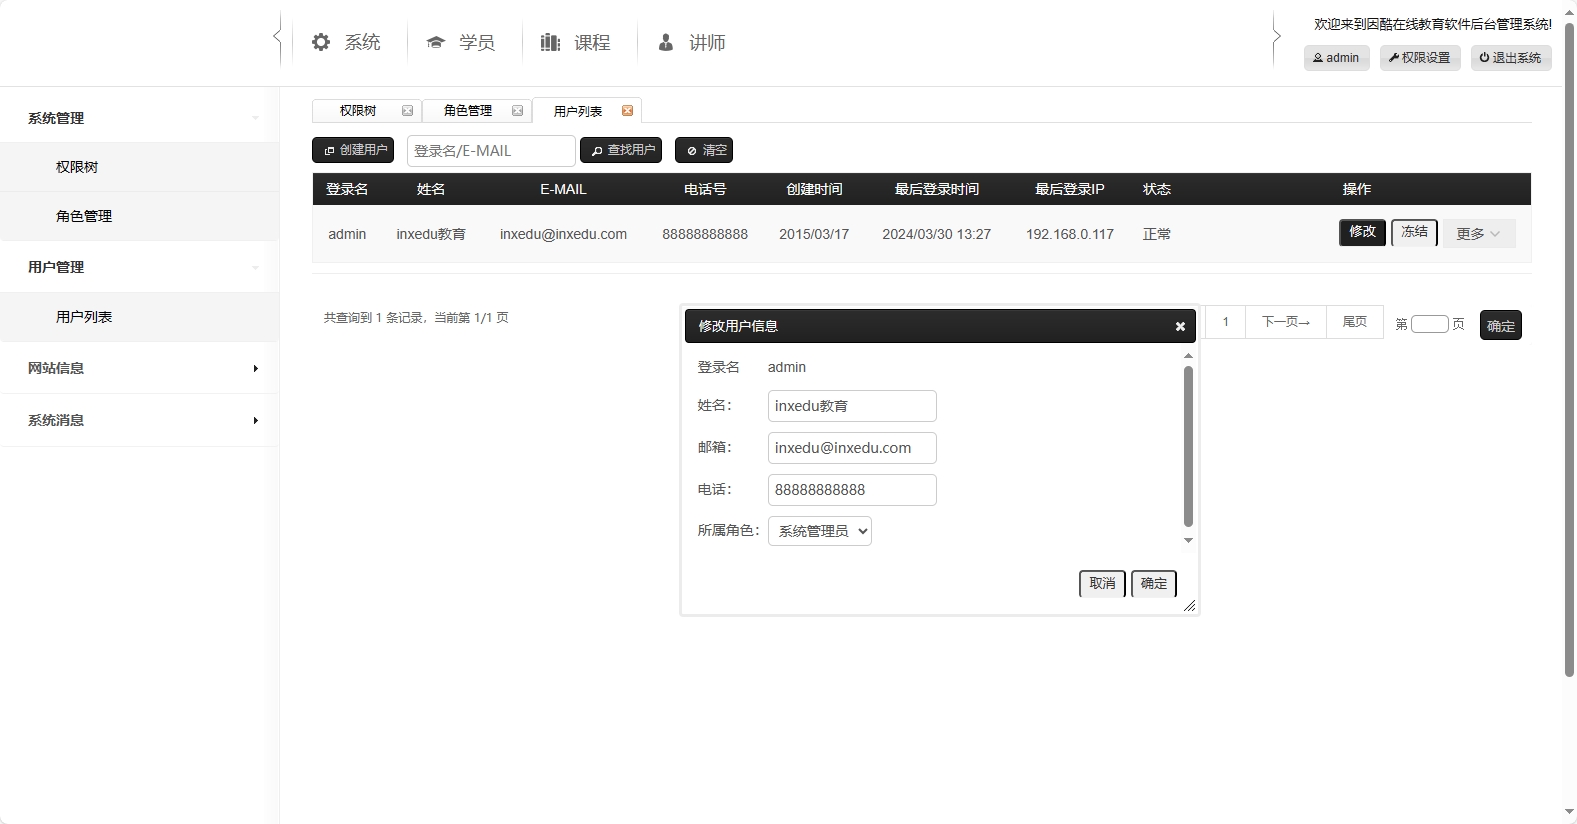 系统
学员
课程
讲师
欢迎来到因酷在线教育软件后台管理系统!
admin
权限设置
退出系统
系统管理
权限树
角色管理
用户管理
用户列表
网站信息
系统消息
权限树
角色管理
用户列表
创建用户
登录名/E-MAIL
查找用户
清空
登录名 姓名 E-MAIL 电话号 创建时间 最后登录时间 最后登录IP 状态 操作
admin inxedu教育 inxedu@inxedu.com 88888888888 2015/03/17 2024/03/30 13:27 192.168.0.117 正常 修改 冻结 更多
共查询到 1 条记录，当前第 1/1 页
1 下一页→ 尾页 第 页 确定
修改用户信息
登录名 admin
姓名： inxedu教育
邮箱： inxedu@inxedu.com
电话： 88888888888
所属角色： 系统管理员
取消 确定